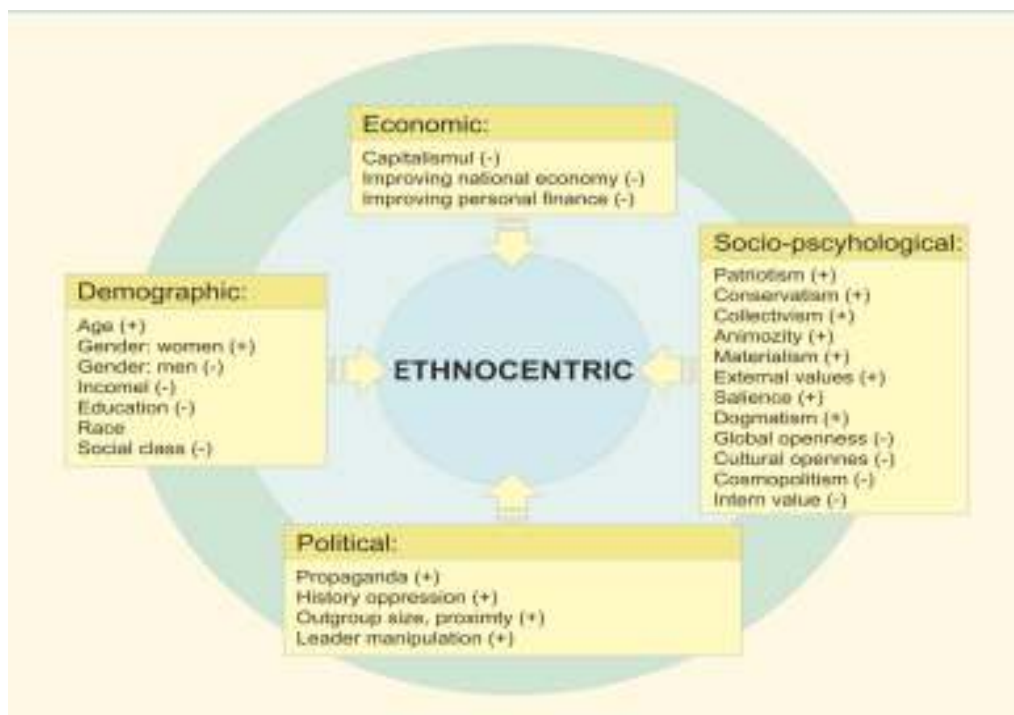 Economic:
Capitalismul (-)
Improving national economy (-)
Improving personal finance (-)
Socio-pscyhological:
Patriotism (+)
Conservatism (+)
Collectivism (+)
Animozity (+)
Materialism (+)
External values (+)
Salience (+)
Dogmatism (+)
Global openness (-)
Cultural opennes (-)
Cosmopolitism (-)
Intern value (-)
Demographic:
Age (+)
Gender: women (+)
Gender: men (-)
Incomel (-)
Education (-)
Race
Social class (-)
ETHNOCENTRIC
Political:
Propaganda (+)
History oppression (+)
Outgroup size, proximty (+)
Leader manipulation (+)